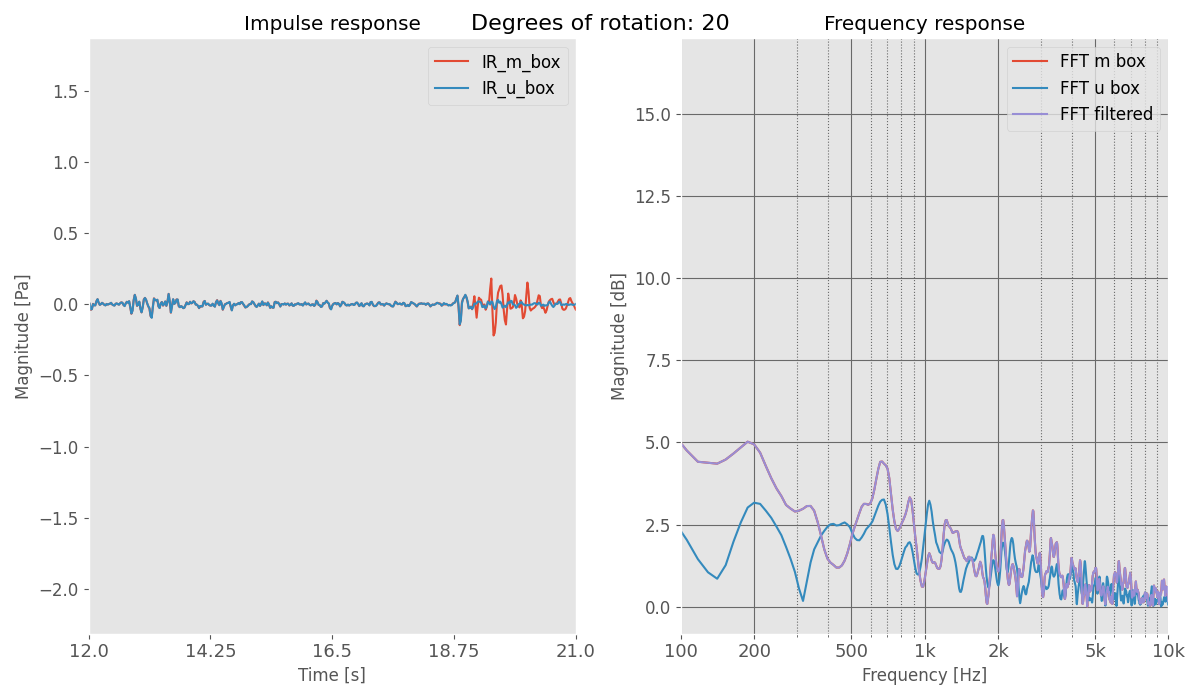 Degrees of rotation: 20
Impulse response
IR_m_box
IR_u_box
Magnitude [Pa]
1.5
1.0
0.5
0.0
−0.5
−1.0
−1.5
−2.0
12.0 14.25 16.5 18.75 21.0
Time [s]
Frequency response
FFT m box
FFT u box
FFT filtered
Magnitude [dB]
15.0
12.5
10.0
7.5
5.0
2.5
0.0
100 200 500 1k 2k 5k 10k
Frequency [Hz]